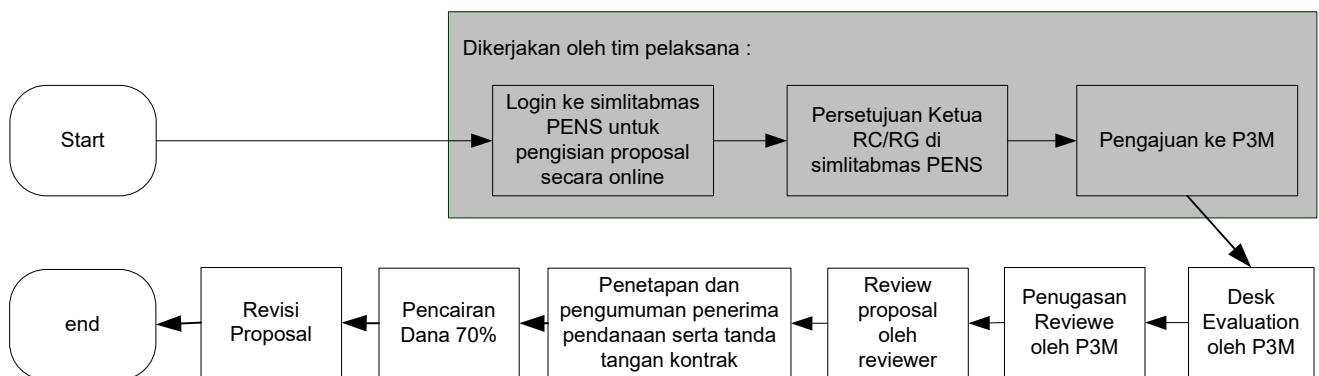 Dikerjakan oleh tim pelaksana :
Start
Login ke simlitabmas
PENS untuk
pengisian proposal
secara online
Persetujuan Ketua
RC/RG di
simlitabmas PENS
Pengajuan ke P3M
Desk
Evaluation
oleh P3M
Penugasan
Reviewe
oleh P3M
Review
proposal
oleh
reviewer
Penetapan dan
pengumuman penerima
pendanaan serta tanda
tangan kontrak
Pencairan
Dana 70%
Revisi
Proposal
end